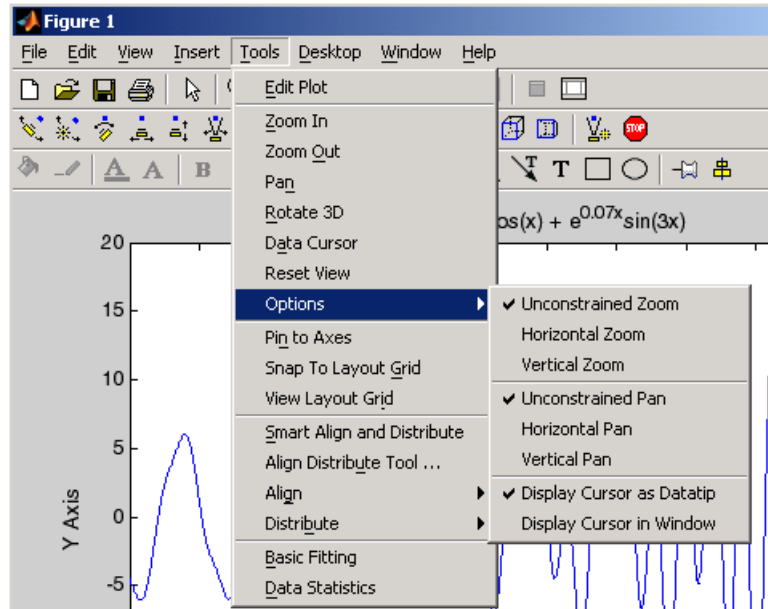 Figure 1
File Edit View Insert Tools Desktop Window Help
Edit Plot
Zoom In
Zoom Out
Pan
Rotate 3D
Data Cursor
Reset View
Options
Pin to Axes
Snap To Layout Grid
View Layout Grid
Smart Align and Distribute
Align Distribute Tool ...
Align
Distribute
Basic Fitting
Data Statistics
Unconstrained Zoom
Horizontal Zoom
Vertical Zoom
Unconstrained Pan
Horizontal Pan
Vertical Pan
Display Cursor as Datatip
Display Cursor in Window
STOP
A A B
T T
os(x) + e^0.07x sin(3x)
20
15
10
5
0
-5
Y Axis